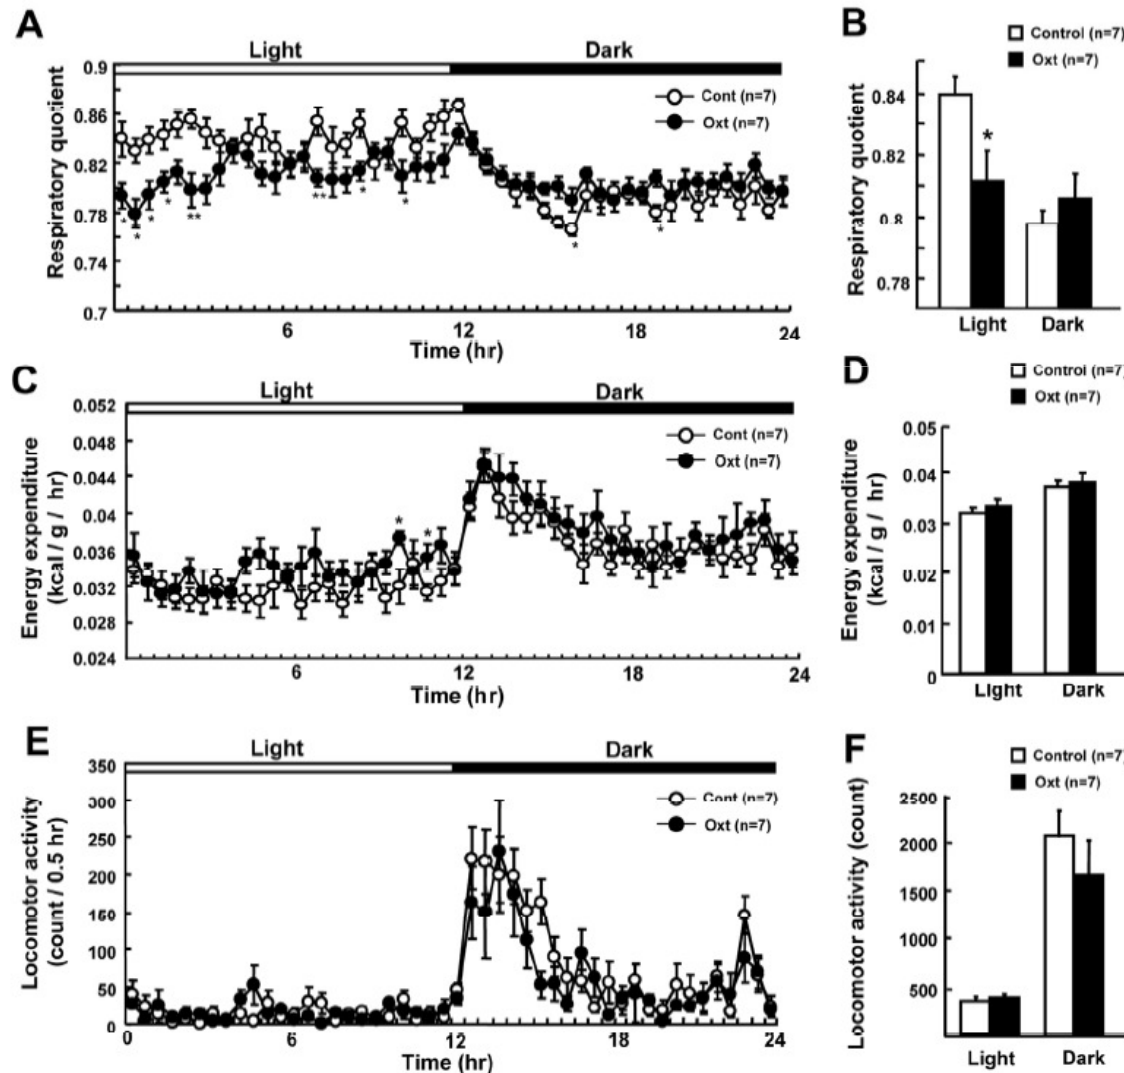 A
Light
Dark
Respiratory quotient
0.9
0.86
0.82
0.78
0.74
0.7
Cont (n=7)
Oxt (n=7)
*
*
*
*
**
**
*
*
*
*
6
12
18
24
Time (hr)
B
Control (n=7)
Oxt (n=7)
Respiratory quotient
0.84
0.82
0.8
0.78
*
Light
Dark
C
Light
Dark
Energy expenditure
(kcal / g / hr)
0.052
0.048
0.044
0.04
0.036
0.032
0.028
0.024
Cont (n=7)
Oxt (n=7)
*
*
6
12
18
24
Time (hr)
D
Control (n=7)
Oxt (n=7)
Energy expenditure
(kcal / g / hr)
0.05
0.04
0.03
0.02
0.01
0
Light
Dark
E
Light
Dark
Locomotor activity
(count / 0.5 hr)
350
300
250
200
160
100
50
0
Cont (n=7)
Oxt (n=7)
0
6
12
18
24
Time (hr)
F
Control (n=7)
Oxt (n=7)
Locomotor activity (count)
2500
2000
1500
1000
500
Light
Dark